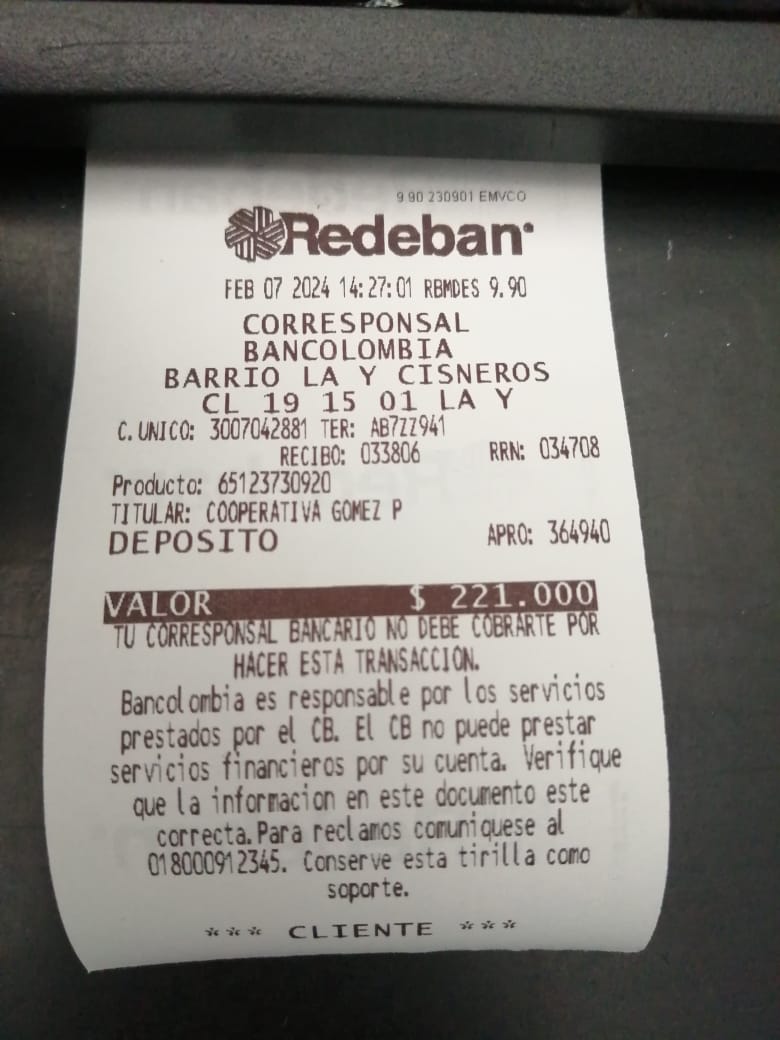 9.90 230901 EMVCO
Redeban
FEB 07 2024 14:27:01 RBMDES 9.90
CORRESPONSAL
BANCOLOMBIA
BARRIO LA Y CISNEROS
CL 19 15 01 LA Y
C. UNICO: 3007042881 TER: AB7ZZ941
RECIBO: 033806 RRN: 034708
Producto: 65123730920
TITULAR: COOPERATIVA GOMEZ P
DEPOSITO APRO: 364940
VALOR $ 221.000
TU CORRESPONSAL BANCARIO NO DEBE COBRARTE POR
HACER ESTA TRANSACCION.
Bancolombia es responsable por los servicios
prestados por el CB. El CB no puede prestar
servicios financieros por su cuenta. Verifique
que la informacion en este documento este
correcta.Para reclamos comuniquese al
018000912345. Conserve esta tirilla como
soporte.
*** CLIENTE ***